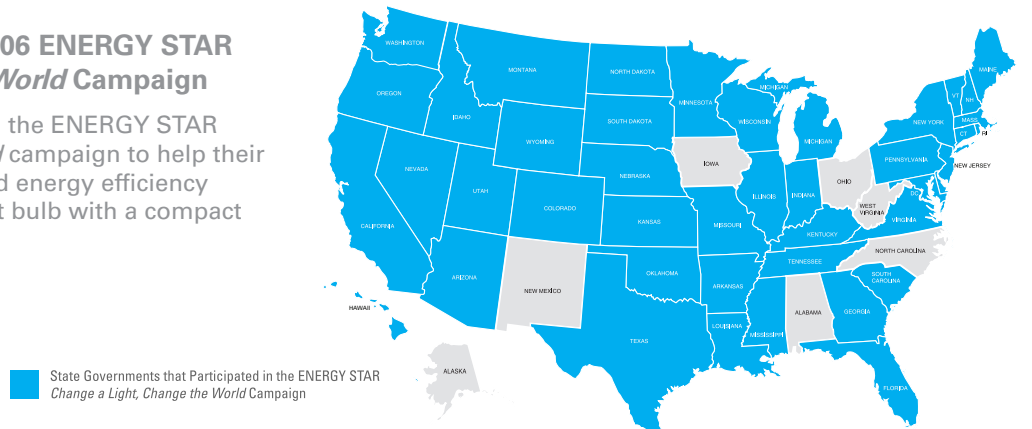 06 ENERGY STAR
World Campaign
the ENERGY STAR
campaign to help their
energy efficiency
bulb with a compact
WASHINGTON
OREGON
CALIFORNIA
NEVADA
IDAHO
MONTANA
WYOMING
UTAH
ARIZONA
COLORADO
NEW MEXICO
NORTH DAKOTA
SOUTH DAKOTA
NEBRASKA
KANSAS
OKLAHOMA
TEXAS
MINNESOTA
IOWA
MISSOURI
ARKANSAS
LOUISIANA
WISCONSIN
ILLINOIS
MICHIGAN
MICHIGAN
INDIANA
OHIO
KENTUCKY
TENNESSEE
MISSISSIPPI
ALABAMA
GEORGIA
FLORIDA
SOUTH
CAROLINA
NORTH CAROLINA
VIRGINIA
WEST
VIRGINIA
DC
PENNSYLVANIA
NEW JERSEY
NEW YORK
CT
RI
MASS
VT
NH
MAINE
HAWAII
ALASKA
State Governments that Participated in the ENERGY STAR
Change a Light, Change the World Campaign